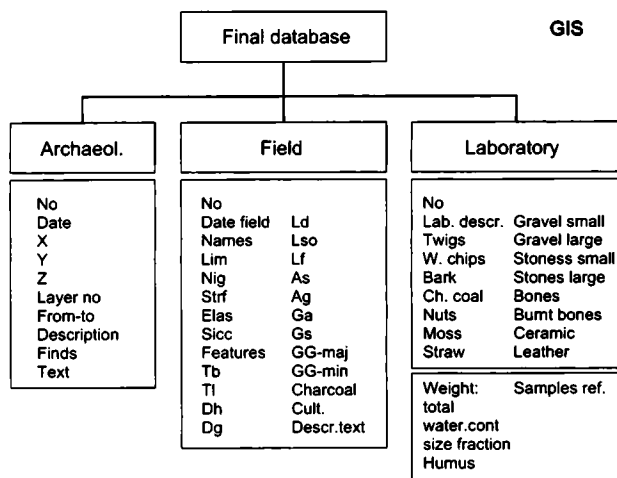 Final database
GIS
Archaeol.
No
Date
X
Y
Z
Layer no
From-to
Description
Finds
Text
Field
No
Date field Ld
Names Lso
Lim Lf
Nig As
Strf Ag
Elas Ga
Sicc Gs
Features GG-maj
Tb GG-min
Tl Charcoal
Dh Cult.
Dg Descr.text
Laboratory
No
Lab. descr. Gravel small
Twigs Gravel large
W. chips Stoness small
Bark Stones large
Ch. coal Bones
Nuts Burnt bones
Moss Ceramic
Straw Leather
Weight: Samples ref.
total
water.cont
size fraction
Humus